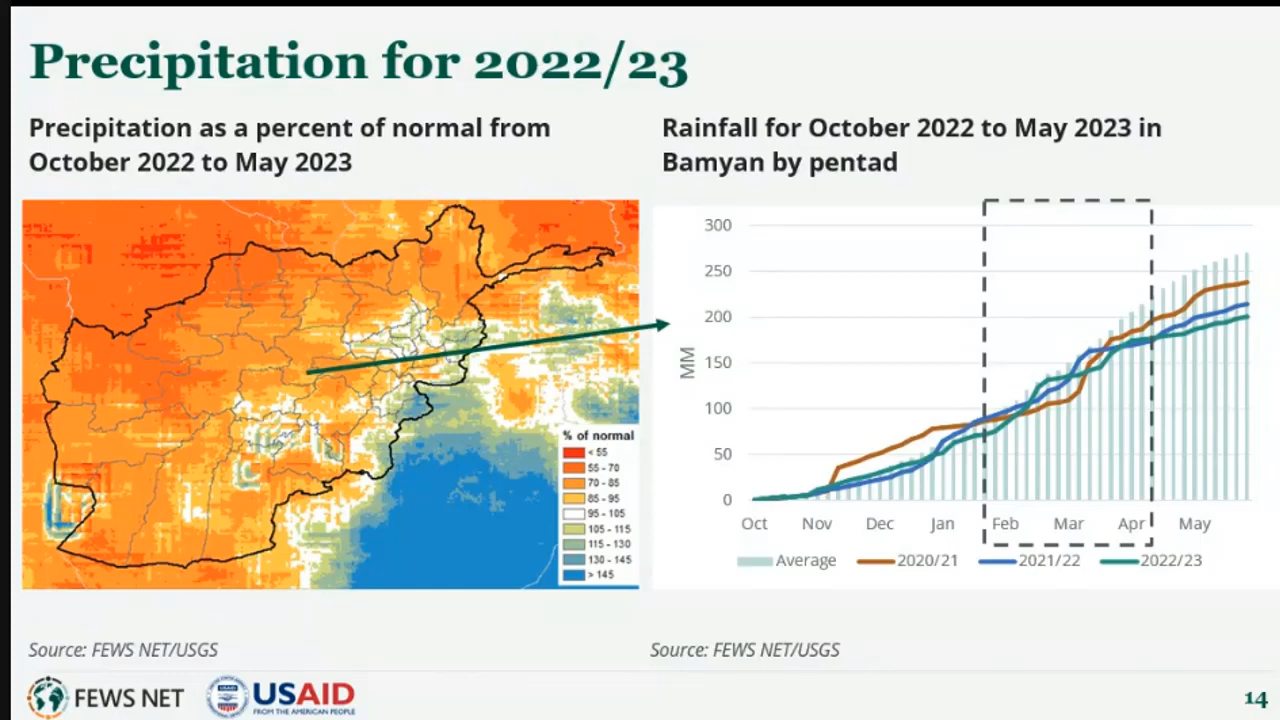 Precipitation for 2022/23
Precipitation as a percent of normal from
October 2022 to May 2023
Rainfall for October 2022 to May 2023 in
Bamyan by pentad
% of normal
< 55
55 - 70
70 - 85
85 - 95
95 - 105
105 - 115
115 - 130
130 - 145
> 145
300
250
200
150
100
50
0
MM
Oct Nov Dec Jan Feb Mar Apr May
Average 2020/21 2021/22 2022/23
Source: FEWS NET/USGS
Source: FEWS NET/USGS
FEWS NET
USAID
USAID
FROM THE AMERICAN PEOPLE
14